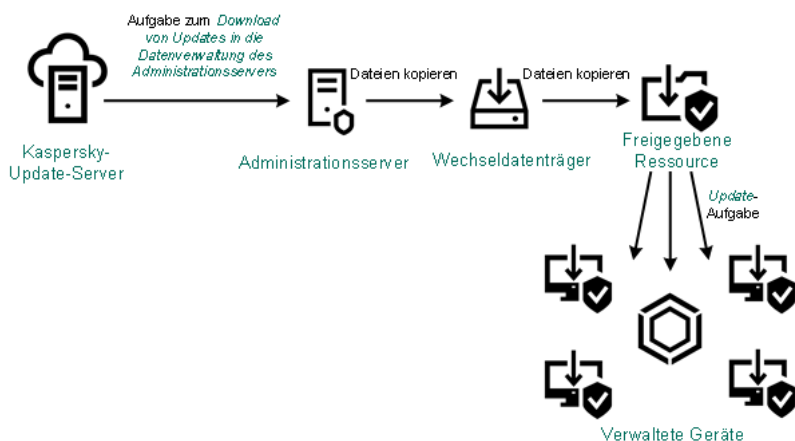 Aufgabe zum Download
von Updates in die
Datenverwaltung des
Administrationsservers
Dateien kopieren
Dateien kopieren
Kaspersky-
Update-Server
Administrationsserver
Wechseldatenträger
Freigegebene
Ressource
Update-
Aufgabe
Verwaltete Geräte